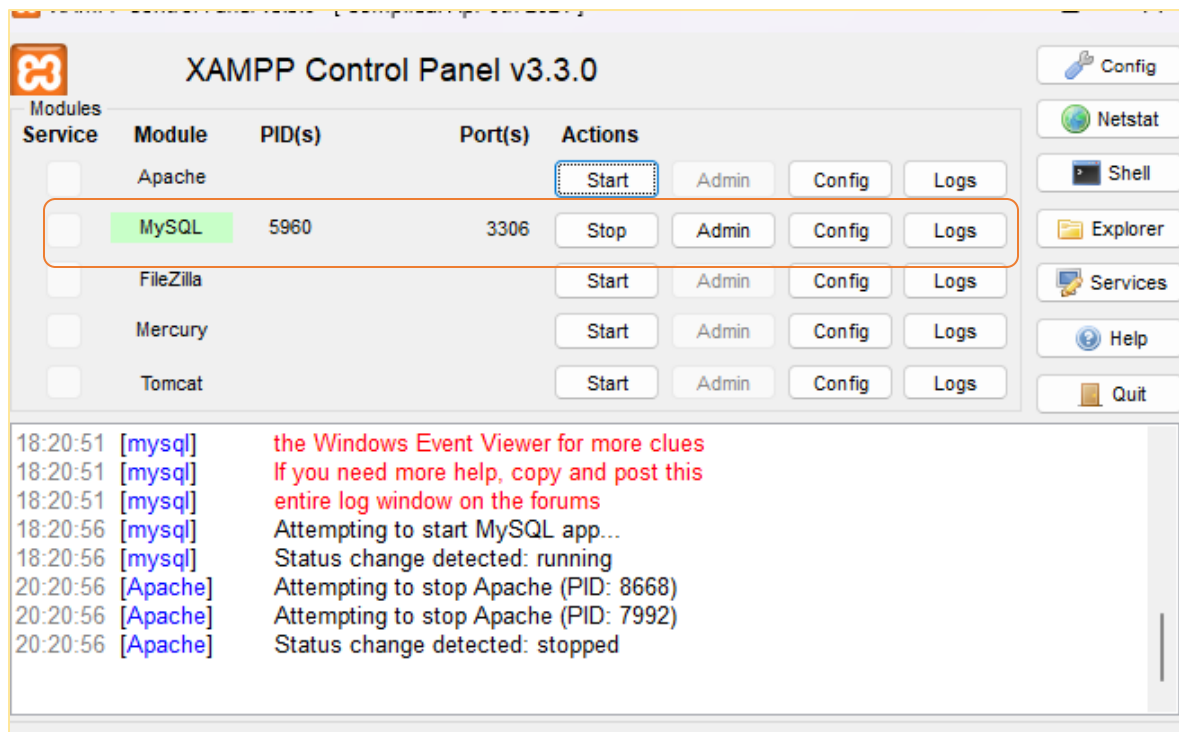 XAMPP Control Panel v3.3.0
Config
Modules
Netstat
Service Module PID(s) Port(s) Actions
Apache Start Admin Config Logs
Shell
MySQL 5960 3306 Stop Admin Config Logs
Explorer
FileZilla Start Admin Config Logs
Services
Mercury Start Admin Config Logs
Help
Tomcat Start Admin Config Logs
Quit
18:20:51 [mysql] the Windows Event Viewer for more clues
18:20:51 [mysql] If you need more help, copy and post this
18:20:51 [mysql] entire log window on the forums
18:20:56 [mysql] Attempting to start MySQL app...
18:20:56 [mysql] Status change detected: running
20:20:56 [Apache] Attempting to stop Apache (PID: 8668)
20:20:56 [Apache] Attempting to stop Apache (PID: 7992)
20:20:56 [Apache] Status change detected: stopped